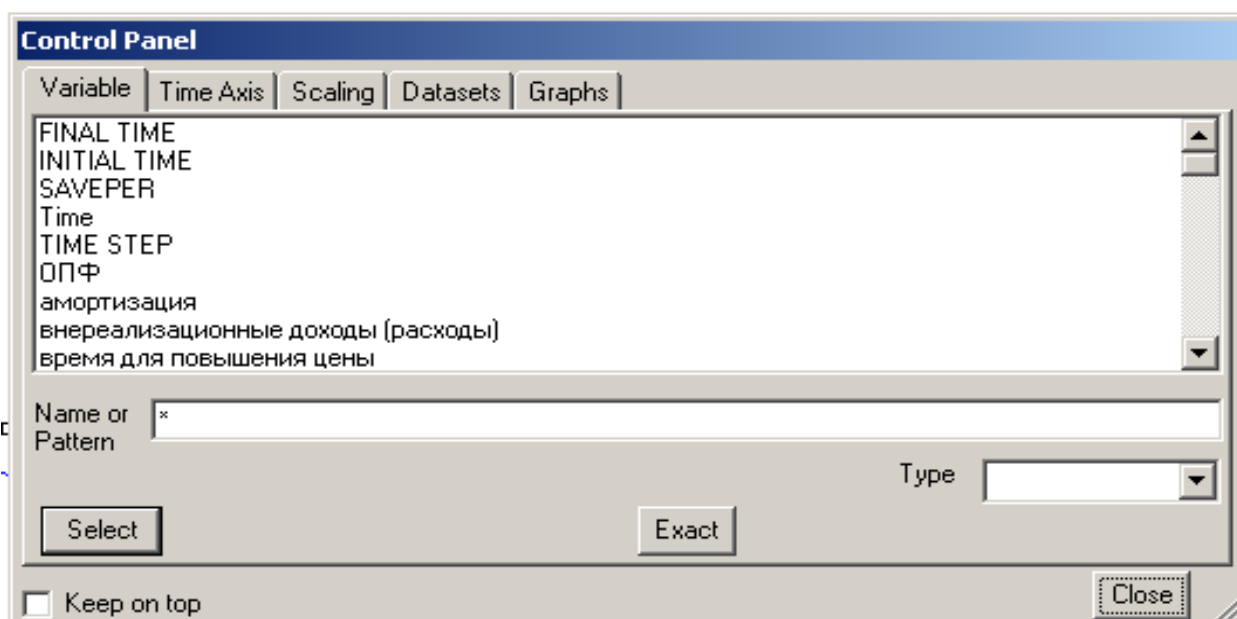 Control Panel
Variable Time Axis Scaling Datasets Graphs
FINAL TIME
INITIAL TIME
SAVEPER
Time
TIME STEP
ОПФ
амортизация
внереализационные доходы (расходы)
время для повышения цены
Name or
Pattern
*
Type
Select Exact
Keep on top
Close